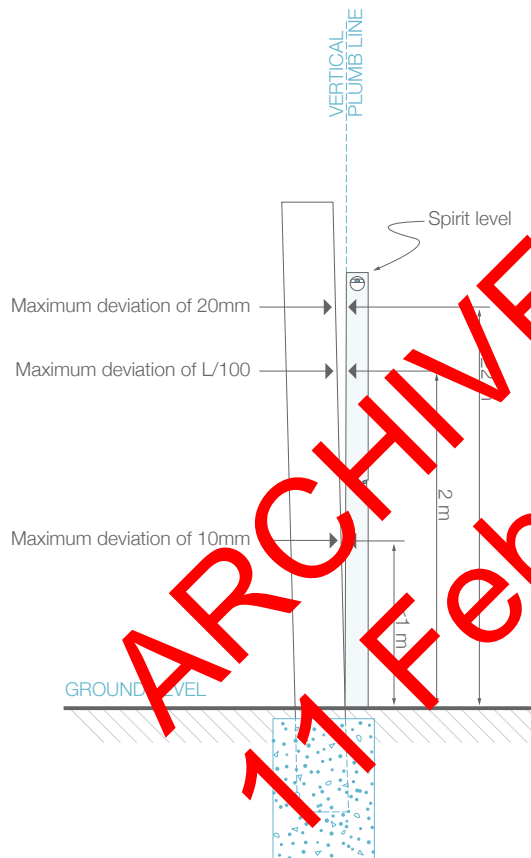 VERTICAL
PLUMB LINE
Spirit level
Maximum deviation of 20mm
Maximum deviation of L/100
2 m
Maximum deviation of 10mm
1 m
GROUND LEVEL
ARCHIVE
11 Feb